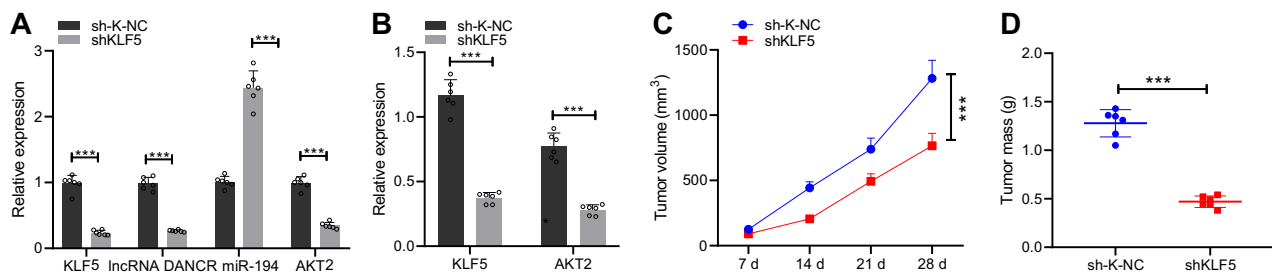 A
sh-K-NC
shKLF5
Relative expression
3
2
1
0
***
***
***
***
KLF5 lncRNA DANCR miR-194 AKT2
B
sh-K-NC
shKLF5
Relative expression
1.5
1.0
0.5
0.0
***
***
*
KLF5 AKT2
C
sh-K-NC
shKLF5
Tumor volume (mm3)
1500
1000
500
0
***
7 d 14 d 21 d 28 d
D
Tumor mass (g)
2.0
1.5
1.0
0.5
0.0
***
sh-K-NC shKLF5